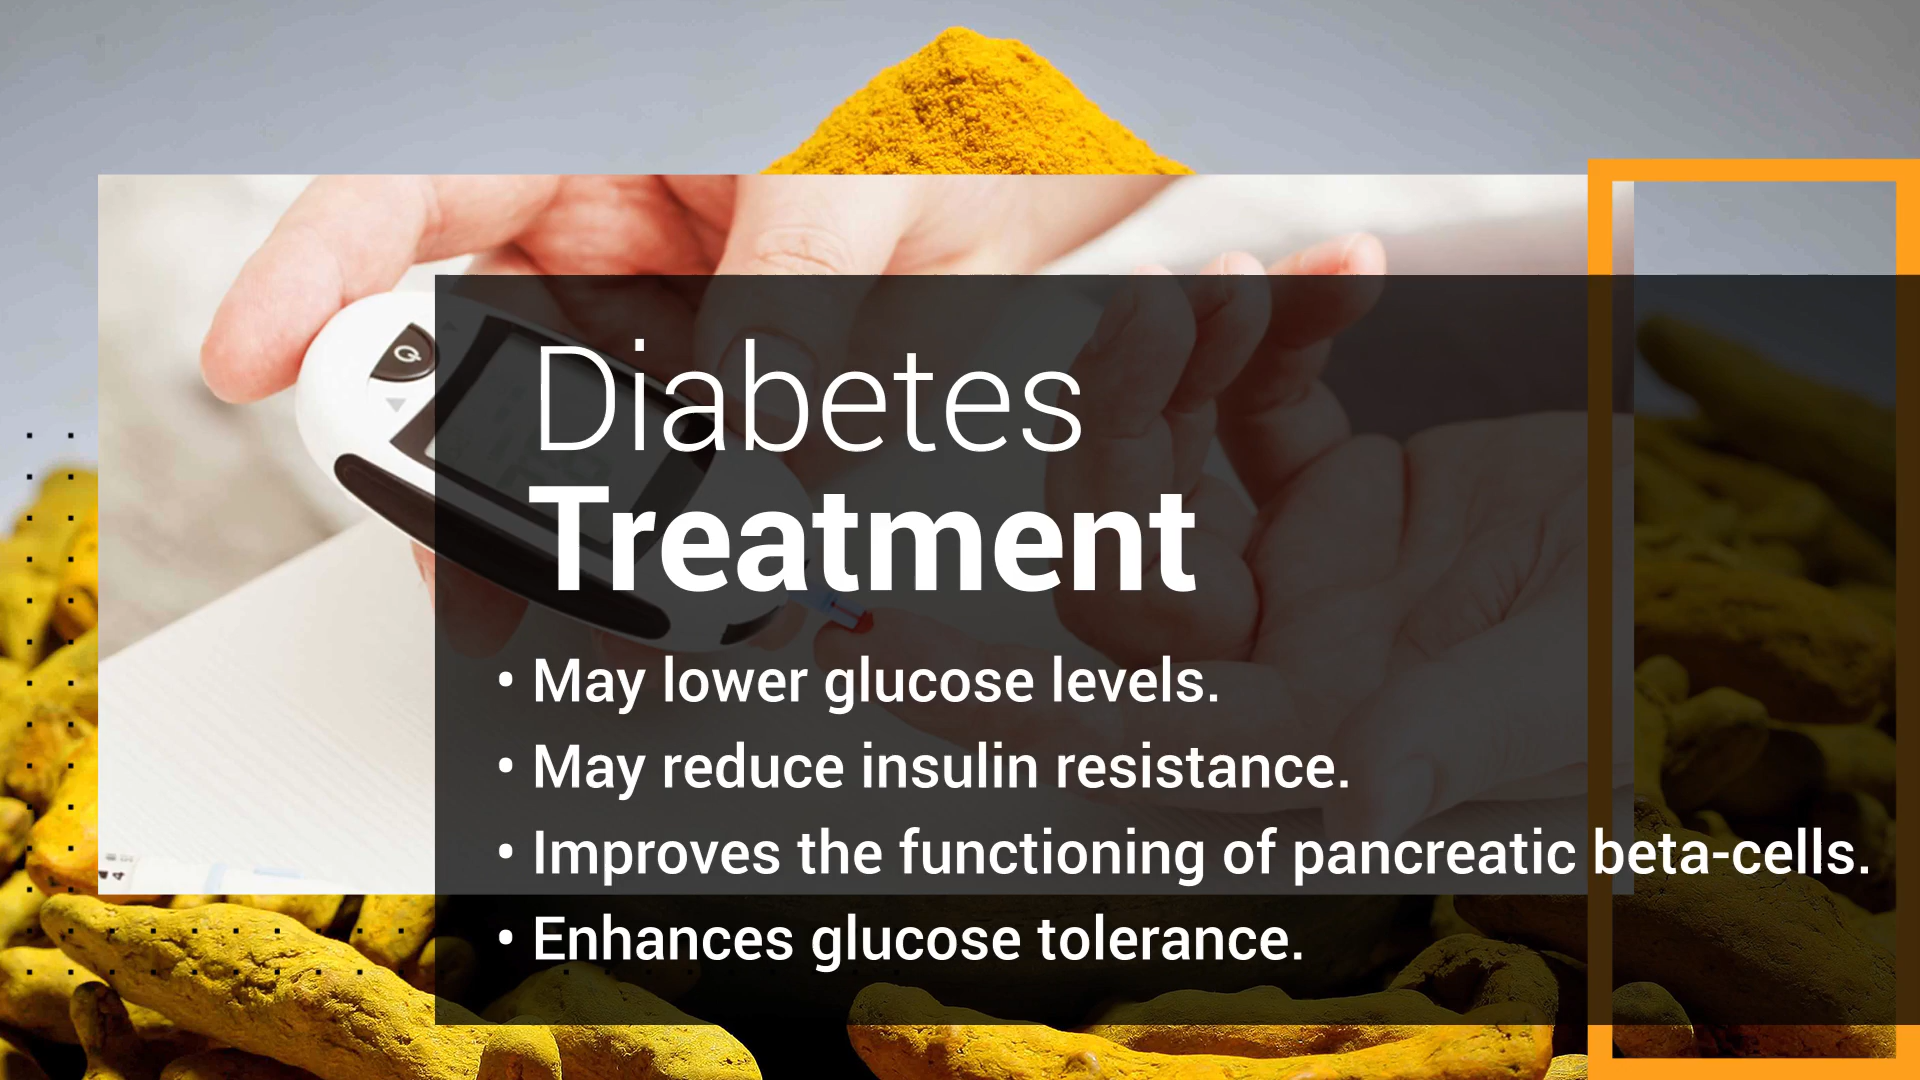 Diabetes
Treatment
• May lower glucose levels.
• May reduce insulin resistance.
• Improves the functioning of pancreatic beta-cells.
• Enhances glucose tolerance.